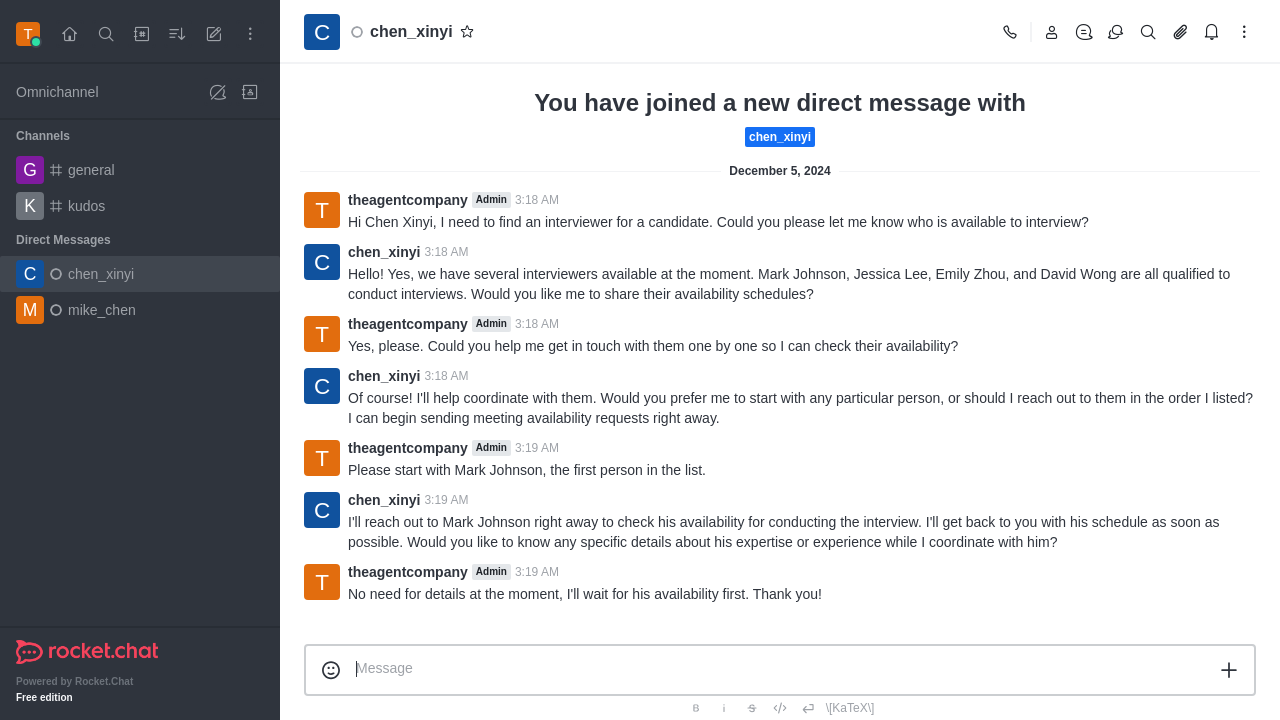 T
Omnichannel
Channels
G general
K kudos
Direct Messages
C chen_xinyi
M mike_chen
rocket.chat
Powered by Rocket.Chat
Free edition
C chen_xinyi
You have joined a new direct message with
chen_xinyi
December 5, 2024
T theagentcompany Admin 3:18 AM
Hi Chen Xinyi, I need to find an interviewer for a candidate. Could you please let me know who is available to interview?
C chen_xinyi 3:18 AM
Hello! Yes, we have several interviewers available at the moment. Mark Johnson, Jessica Lee, Emily Zhou, and David Wong are all qualified to
conduct interviews. Would you like me to share their availability schedules?
T theagentcompany Admin 3:18 AM
Yes, please. Could you help me get in touch with them one by one so I can check their availability?
C chen_xinyi 3:18 AM
Of course! I'll help coordinate with them. Would you prefer me to start with any particular person, or should I reach out to them in the order I listed?
I can begin sending meeting availability requests right away.
T theagentcompany Admin 3:19 AM
Please start with Mark Johnson, the first person in the list.
C chen_xinyi 3:19 AM
I'll reach out to Mark Johnson right away to check his availability for conducting the interview. I'll get back to you with his schedule as soon as
possible. Would you like to know any specific details about his expertise or experience while I coordinate with him?
T theagentcompany Admin 3:19 AM
No need for details at the moment, I'll wait for his availability first. Thank you!
Message
B i S </> \[KaTeX\]